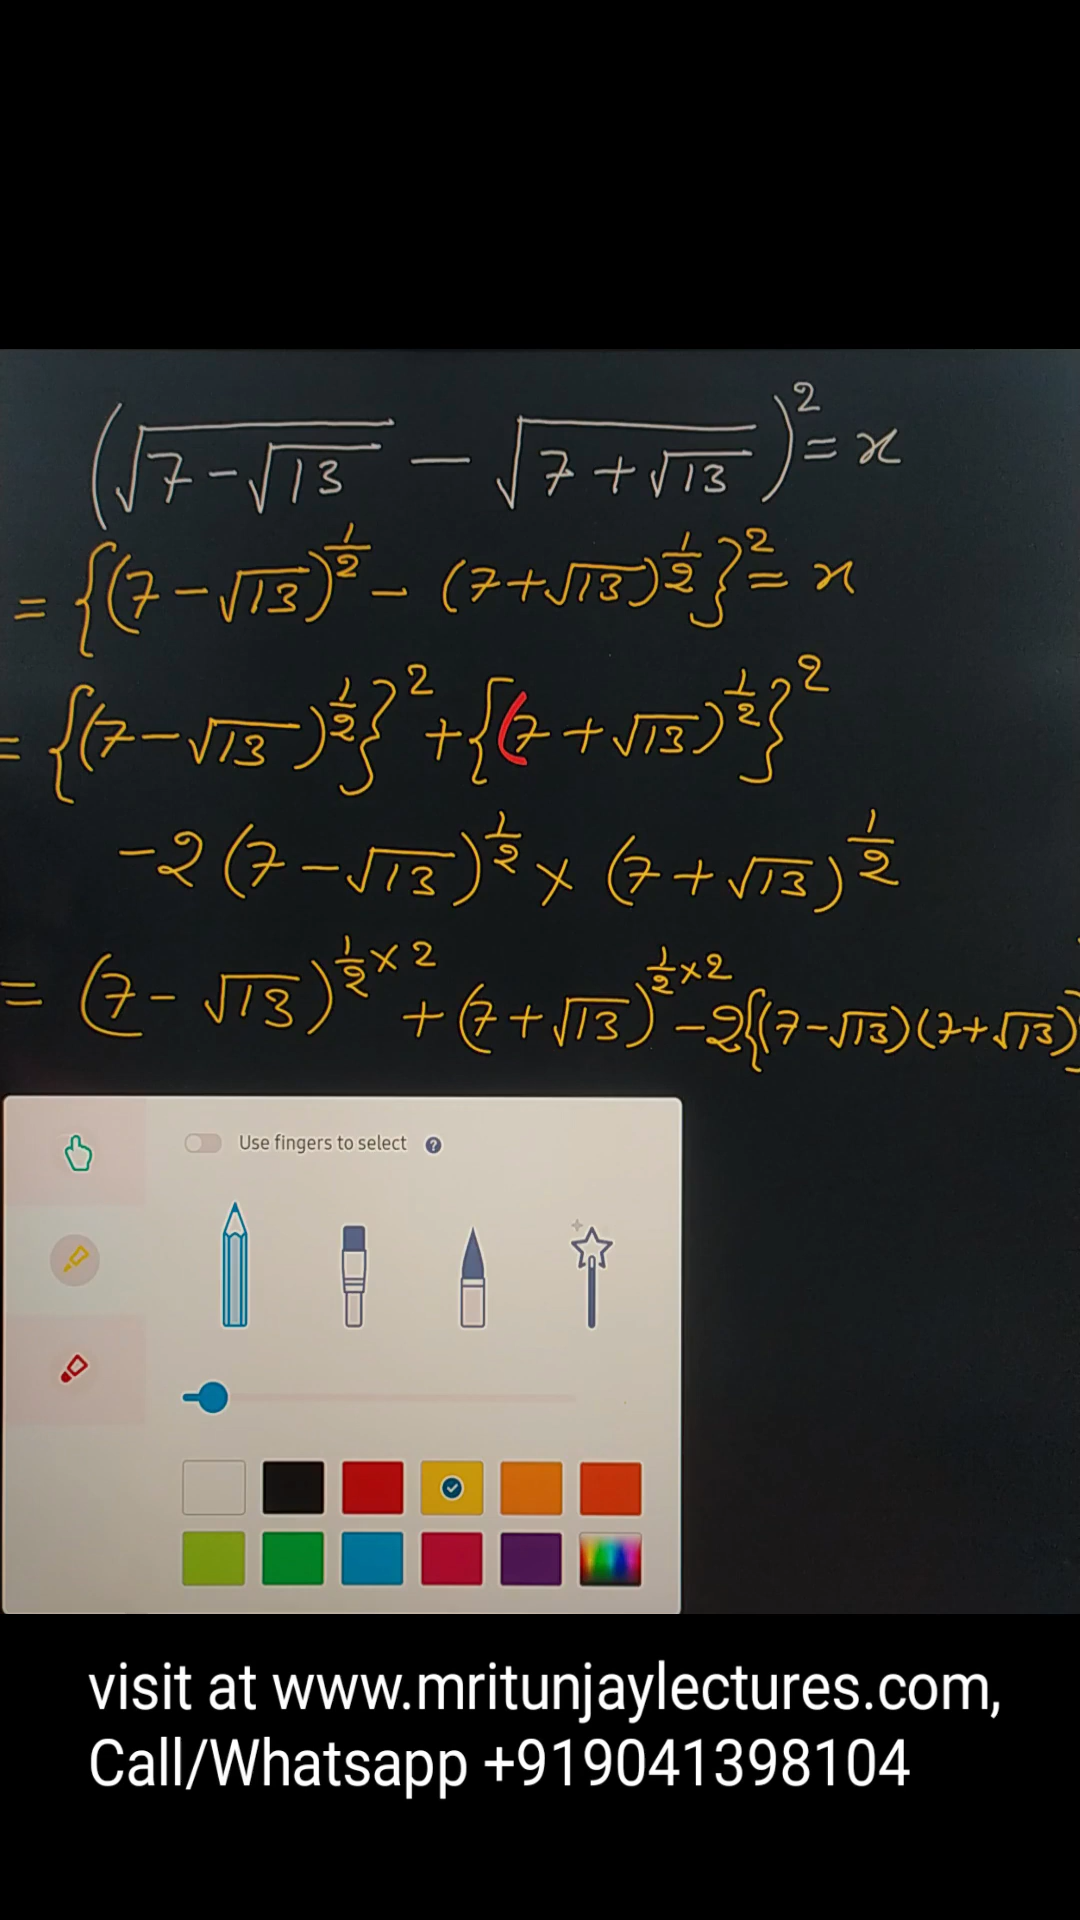 (√(7-√13) - √(7+√13))² = x
= {(7-√13)^½ - (7+√13)^½}² = x
= {(7-√13)^½}² + {(7+√13)^½}²
-2(7-√13)^½ × (7+√13)^½
= (7-√13)^½×2 + (7+√13)^½×2 -2{(7-√13)(7+√13)}
Use fingers to select ?
visit at www.mritunjaylectures.com,
Call/Whatsapp +919041398104